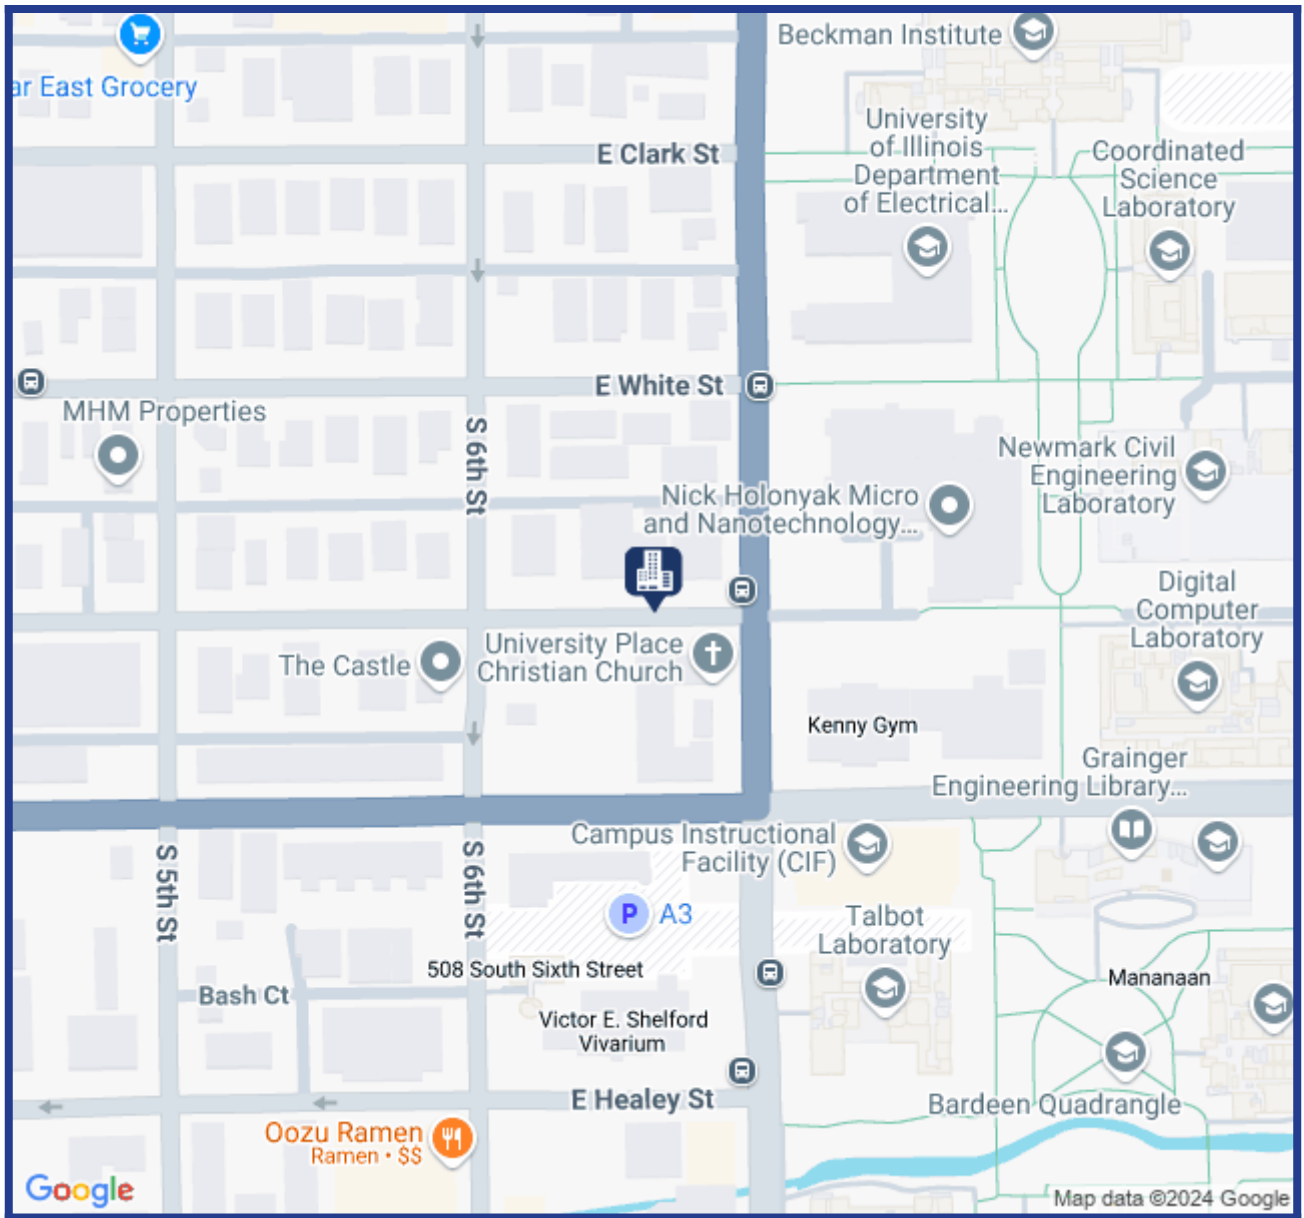 Beckman Institute
ar East Grocery
University
of Illinois
Department
of Electrical...
E Clark St
Coordinated
Science
Laboratory
E White St
MHM Properties
S 6th St
Newmark Civil
Engineering
Laboratory
Nick Holonyak Micro
and Nanotechnology...
Digital
Computer
Laboratory
University Place
Christian Church
The Castle
Kenny Gym
Grainger
Engineering Library...
Campus Instructional
Facility (CIF)
S 5th St
S 6th St
P A3
Talbot
Laboratory
508 South Sixth Street
Mananaan
Bash Ct
Victor E. Shelford
Vivarium
E Healey St
Bardeen Quadrangle
Oozu Ramen
Ramen • $$
Google
Map data ©2024 Google